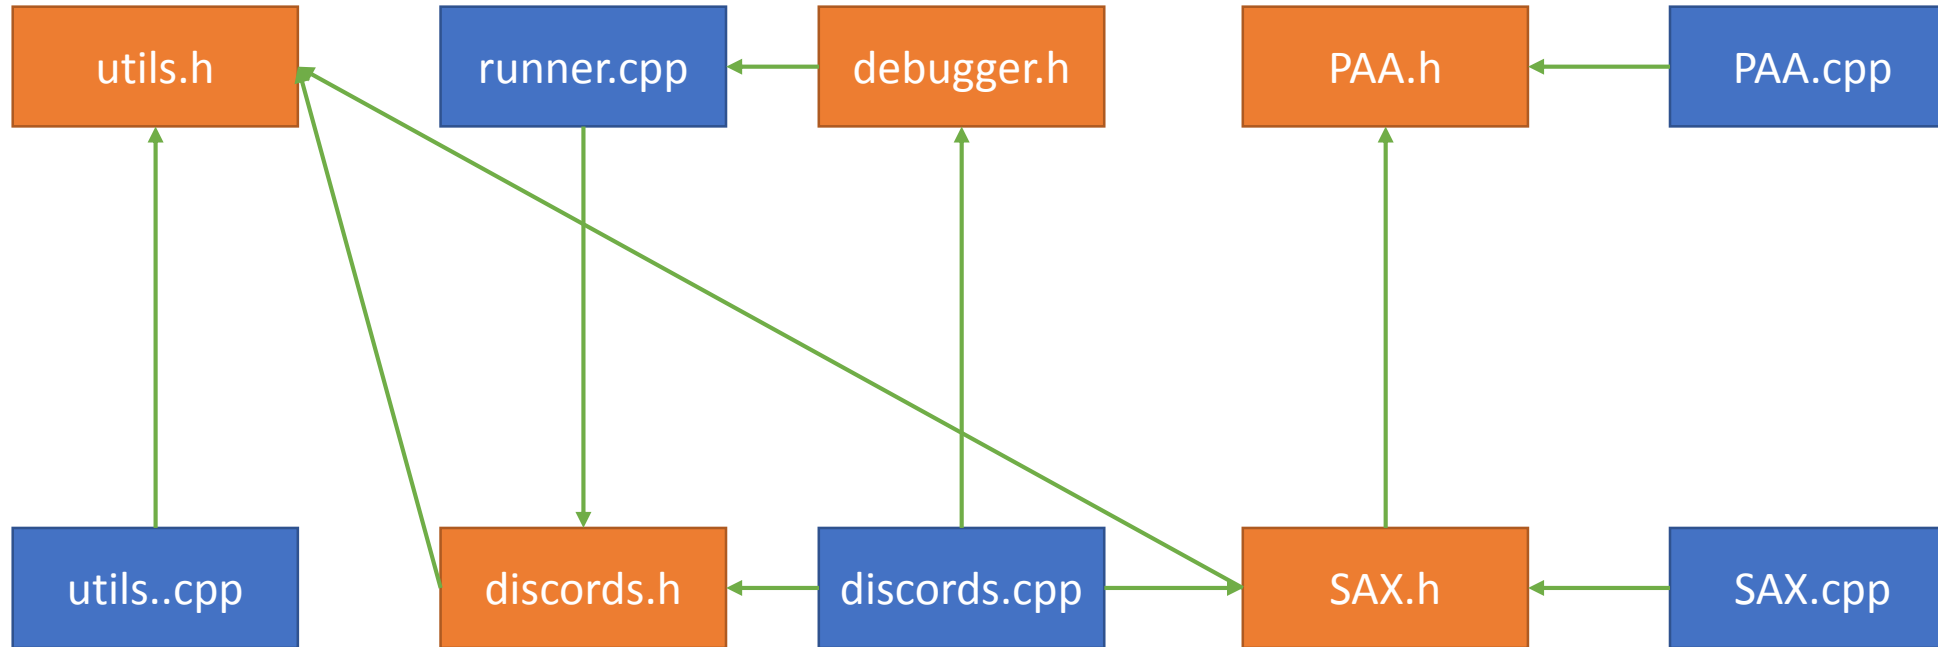 utils.h
runner.cpp
debugger.h
PAA.h
PAA.cpp
utils..cpp
discords.h
discords.cpp
SAX.h
SAX.cpp